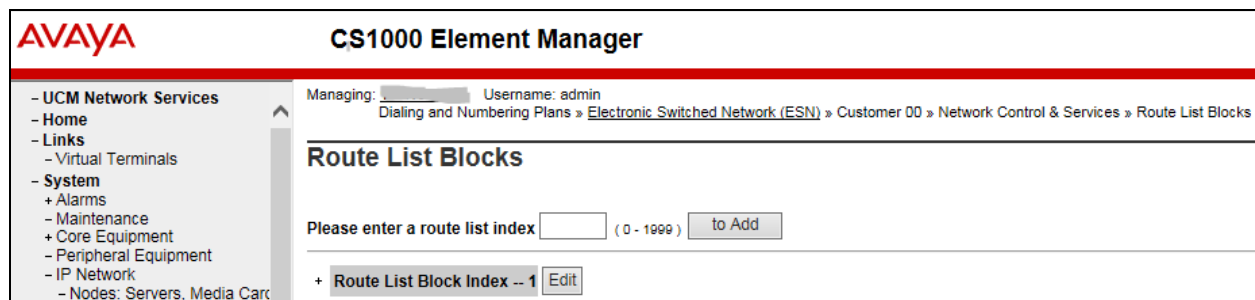 AVAYA
CS1000 Element Manager
- UCM Network Services
- Home
- Links
- Virtual Terminals
- System
+ Alarms
- Maintenance
+ Core Equipment
- Peripheral Equipment
- IP Network
- Nodes: Servers, Media Card
Managing: Username: admin
Dialing and Numbering Plans » Electronic Switched Network (ESN) » Customer 00 » Network Control & Services » Route List Blocks
Route List Blocks
Please enter a route list index ( 0 - 1999 ) to Add
+ Route List Block Index -- 1 Edit